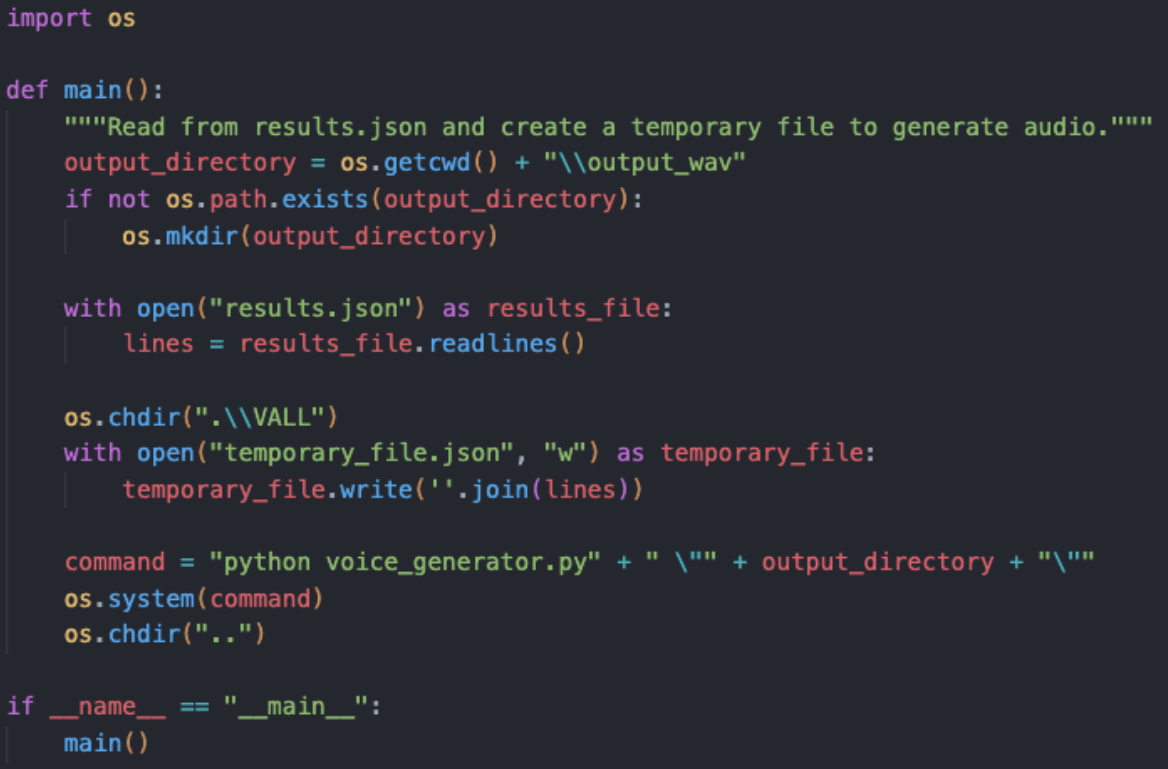 import os
def main():
    """Read from results.json and create a temporary file to generate audio."""
    output_directory = os.getcwd() + "\\output_wav"
    if not os.path.exists(output_directory):
        os.mkdir(output_directory)
    with open("results.json") as results_file:
        lines = results_file.readlines()
    os.chdir(".\\VALL")
    with open("temporary_file.json", "w") as temporary_file:
        temporary_file.write(''.join(lines))
    command = "python voice_generator.py" + " \"" + output_directory + "\""
    os.system(command)
    os.chdir("..")
if __name__ == "__main__":
    main()